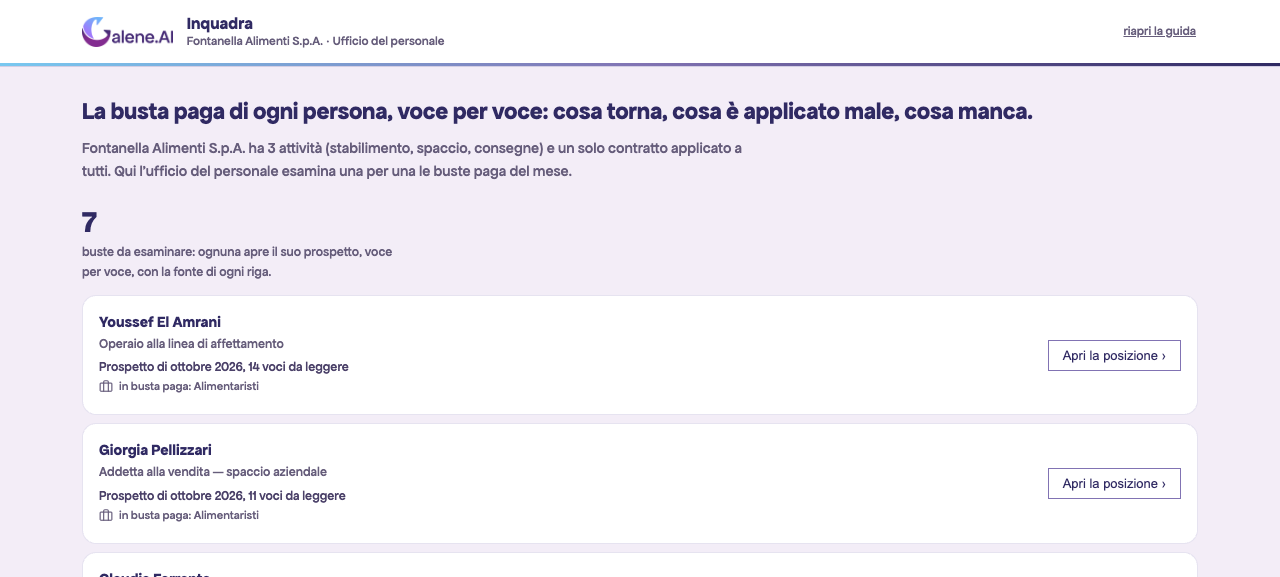 Galene.AI
Inquadra
Fontanella Alimenti S.p.A. · Ufficio del personale
riapri la guida
La busta paga di ogni persona, voce per voce: cosa torna, cosa è applicato male, cosa manca.
Fontanella Alimenti S.p.A. ha 3 attività (stabilimento, spaccio, consegne) e un solo contratto applicato a
tutti. Qui l'ufficio del personale esamina una per una le buste paga del mese.
7
buste da esaminare: ognuna apre il suo prospetto, voce
per voce, con la fonte di ogni riga.
Youssef El Amrani
Operaio alla linea di affettamento
Prospetto di ottobre 2026, 14 voci da leggere
in busta paga: Alimentaristi
Apri la posizione ›
Giorgia Pellizzari
Addetta alla vendita — spaccio aziendale
Prospetto di ottobre 2026, 11 voci da leggere
in busta paga: Alimentaristi
Apri la posizione ›